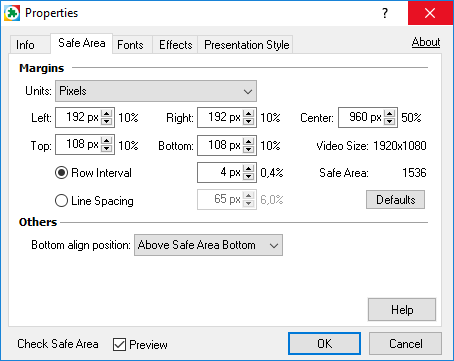 Properties ?
Info Safe Area Fonts Effects Presentation Style About
Margins
Units: Pixels
Left: 192 px 10% Right: 192 px 10% Center: 960 px 50%
Top: 108 px 10% Bottom: 108 px 10% Video Size: 1920x1080
Row Interval 4 px 0,4% Safe Area: 1536
Line Spacing 65 px 6,0% Defaults
Others
Bottom align position: Above Safe Area Bottom
Help
Check Safe Area Preview OK Cancel